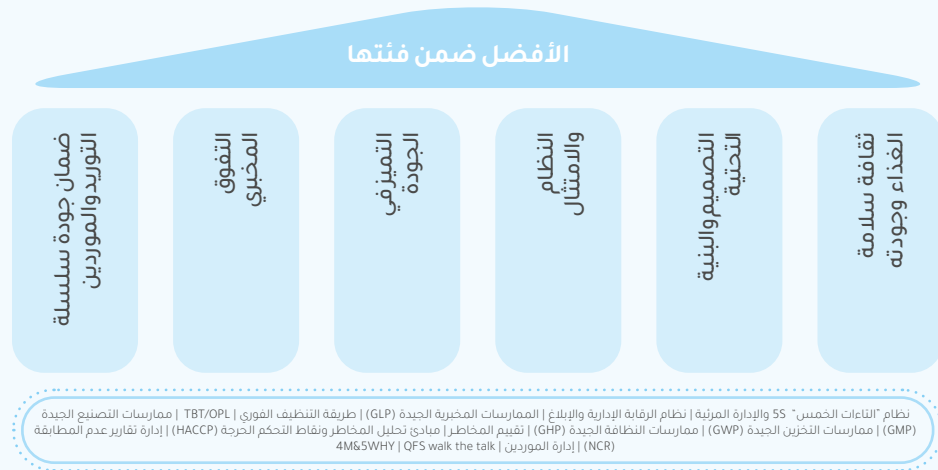 الأفضل ضمن فئتها
ثقافة سلامة
الغذاء وجودته
التصميم والبنية
التحتية
النظام
والامتثال
التميز في
الجودة
التفوق
المخبري
ضمان جودة سلسلة
التوريد والموردين
نظام "التاءات الخمس" 5S والإدارة المرئية | نظام الرقابة الإدارية والإبلاغ | الممارسات المخبرية الجيدة (GLP) | طريقة التنظيف الفوري | TBT/OPL | ممارسات التصنيع الجيدة
(GMP) | ممارسات التخزين الجيدة (GWP) | ممارسات النظافة الجيدة (GHP) | تقييم المخاطر | مبادئ تحليل المخاطر ونقاط التحكم الحرجة (HACCP) | إدارة تقارير عدم المطابقة
(NCR) | إدارة الموردين | 4M&5WHY | QFS walk the talk